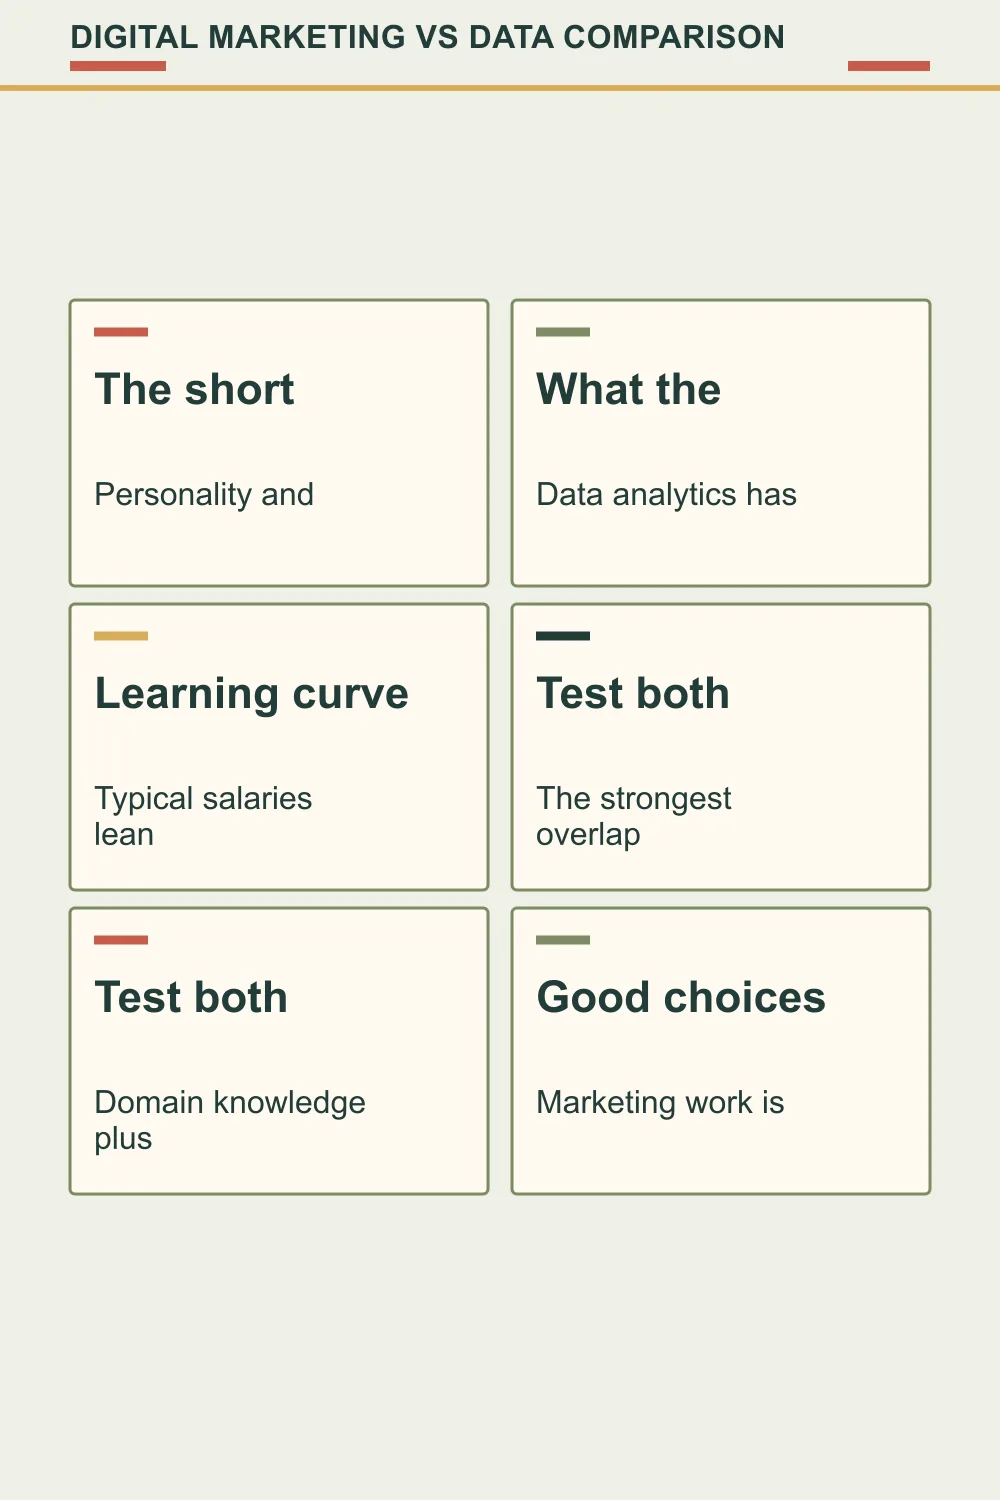 DIGITAL MARKETING VS DATA COMPARISON
The short
Personality and
What the
Data analytics has
Learning curve
Typical salaries
lean
Test both
The strongest
overlap
Test both
Domain knowledge
plus
Good choices
Marketing work is